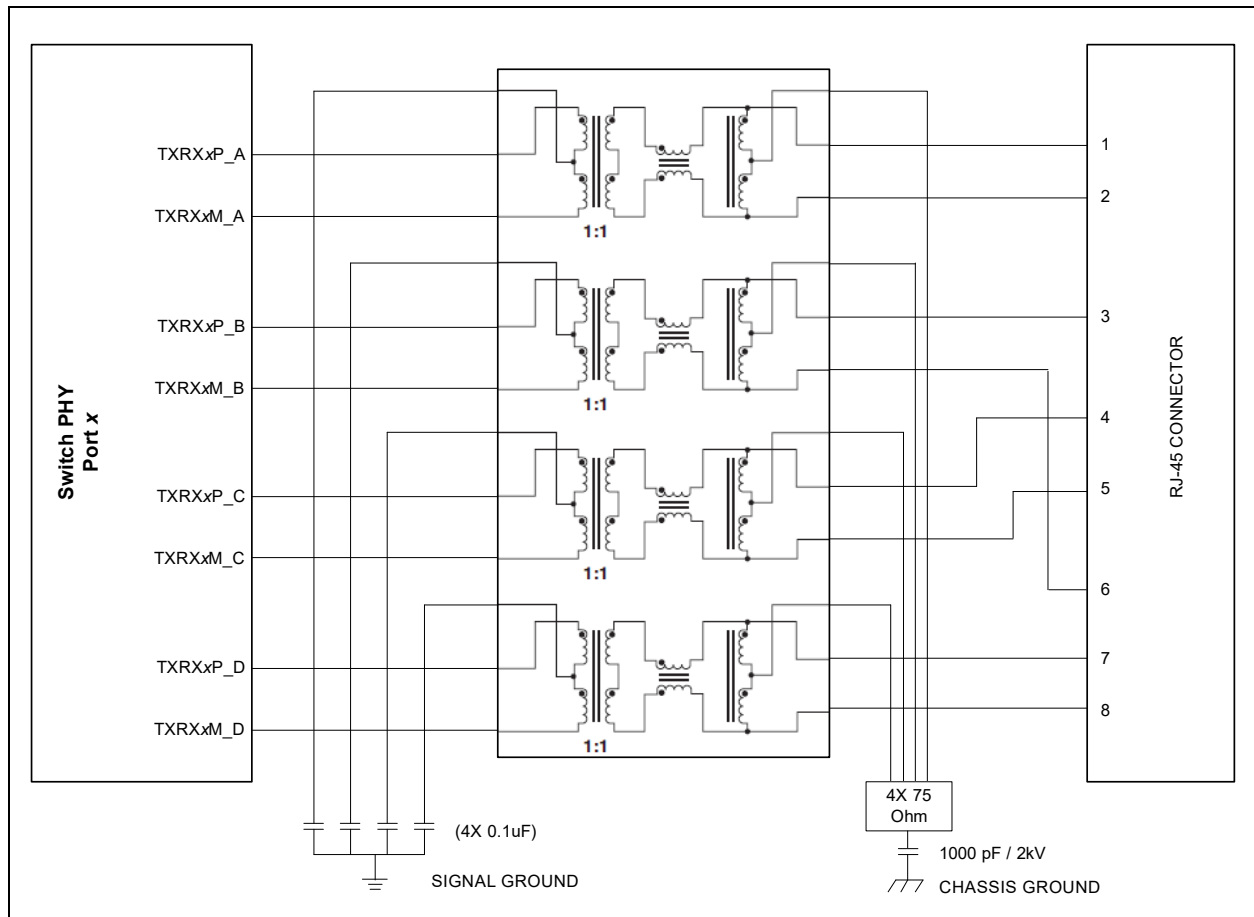 Switch PHY
Port x
TXRXxP_A
TXRXxM_A
TXRXxP_B
TXRXxM_B
TXRXxP_C
TXRXxM_C
TXRXxP_D
TXRXxM_D
1:1
1:1
1:1
1:1
1
2
3
4
5
6
7
8
RJ-45 CONNECTOR
(4X 0.1uF)
SIGNAL GROUND
4X 75
Ohm
1000 pF / 2kV
CHASSIS GROUND